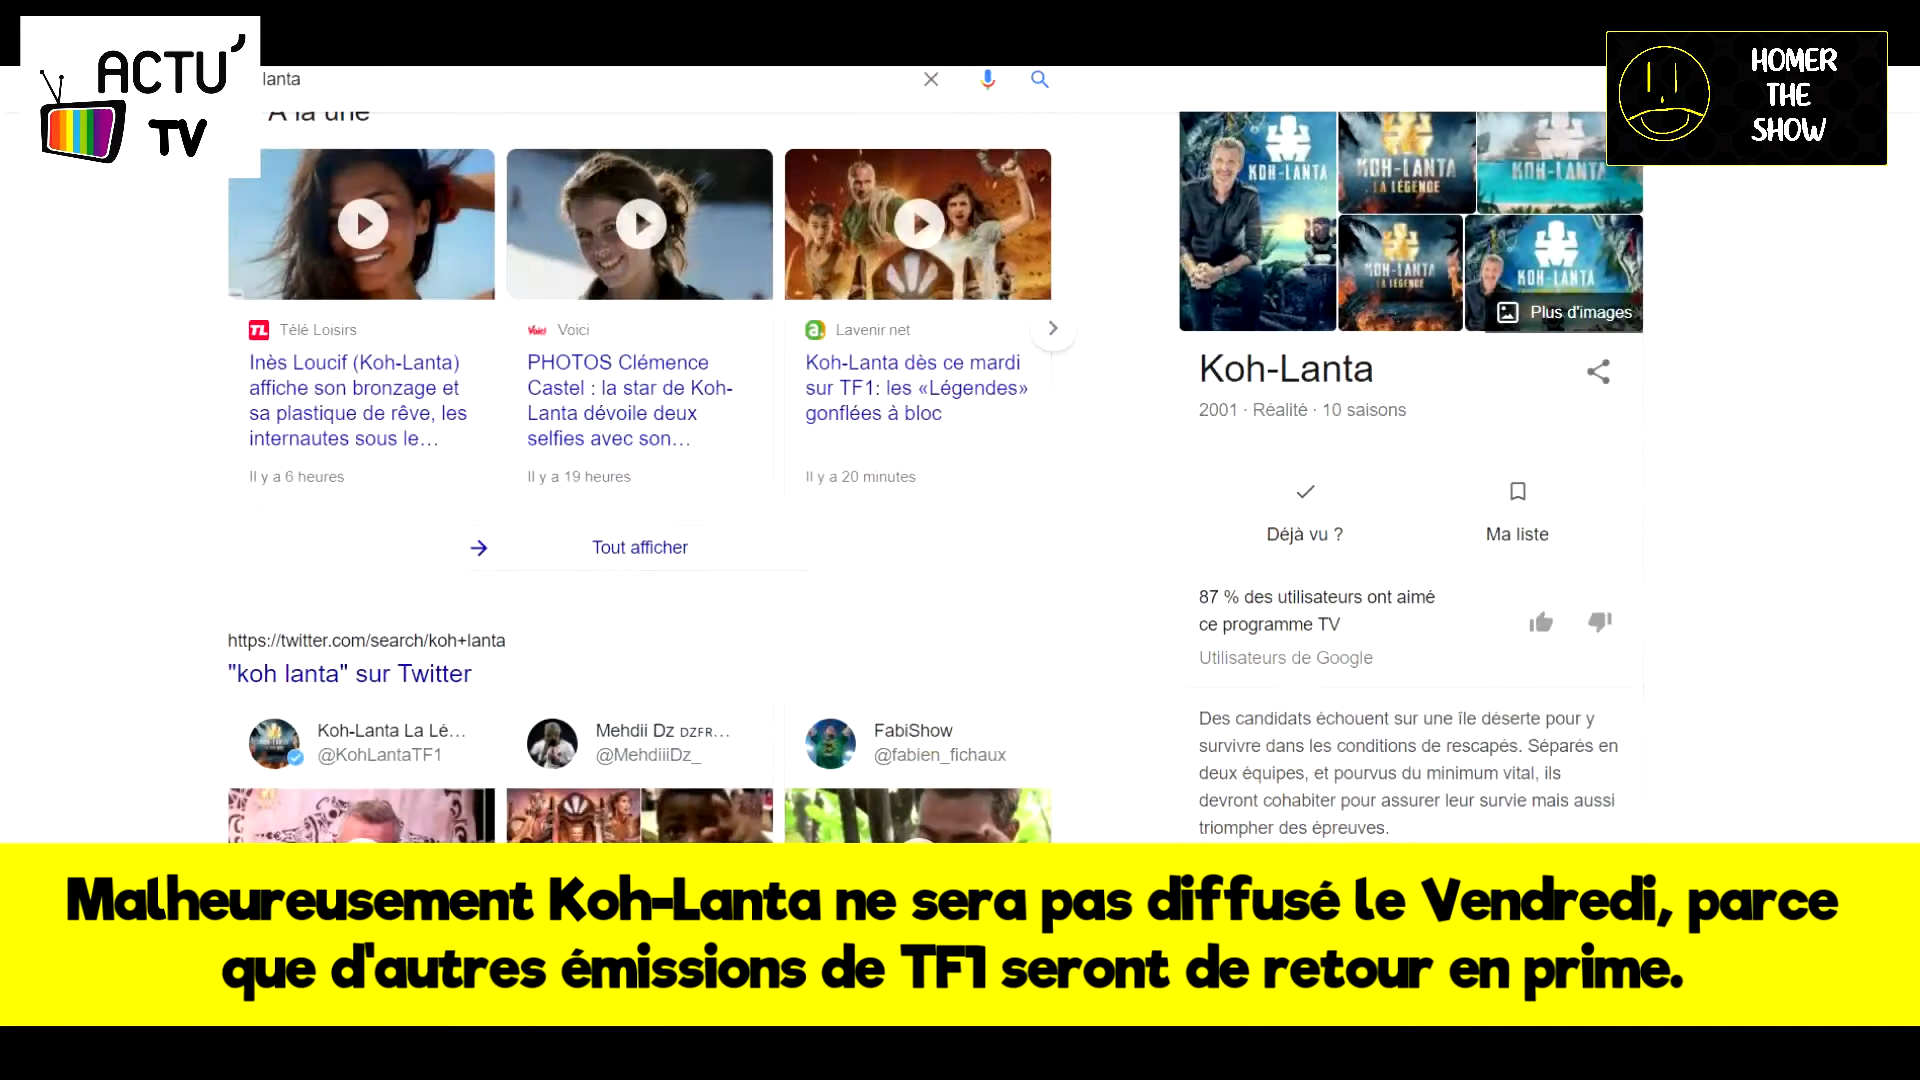 ACTU'
TV
lanta
À la une
HOMER
THE
SHOW
KOH-LANTA
KOH-LANTA
LA LÉGENDE
KOH-LANTA
KOH-LANTA
LA LÉGENDE
KOH-LANTA
Plus d'images
TL Télé Loisirs
Inès Loucif (Koh-Lanta)
affiche son bronzage et
sa plastique de rêve, les
internautes sous le...
Il y a 6 heures
Voici Voici
PHOTOS Clémence
Castel : la star de Koh-
Lanta dévoile deux
selfies avec son...
Il y a 19 heures
a. Lavenir net
Koh-Lanta dès ce mardi
sur TF1: les «Légendes»
gonflées à bloc
Il y a 20 minutes
Tout afficher
https://twitter.com/search/koh+lanta
"koh lanta" sur Twitter
Koh-Lanta La Lé...
@KohLantaTF1
Mehdii Dz DZFR...
@MehdiiiDz_
FabiShow
@fabien_fichaux
Koh-Lanta
2001 · Réalité · 10 saisons
Déjà vu ?
Ma liste
87 % des utilisateurs ont aimé
ce programme TV
Utilisateurs de Google
Des candidats échouent sur une île déserte pour y
survivre dans les conditions de rescapés. Séparés en
deux équipes, et pourvus du minimum vital, ils
devront cohabiter pour assurer leur survie mais aussi
triompher des épreuves.
Malheureusement Koh-Lanta ne sera pas diffusé le Vendredi, parce
que d'autres émissions de TF1 seront de retour en prime.